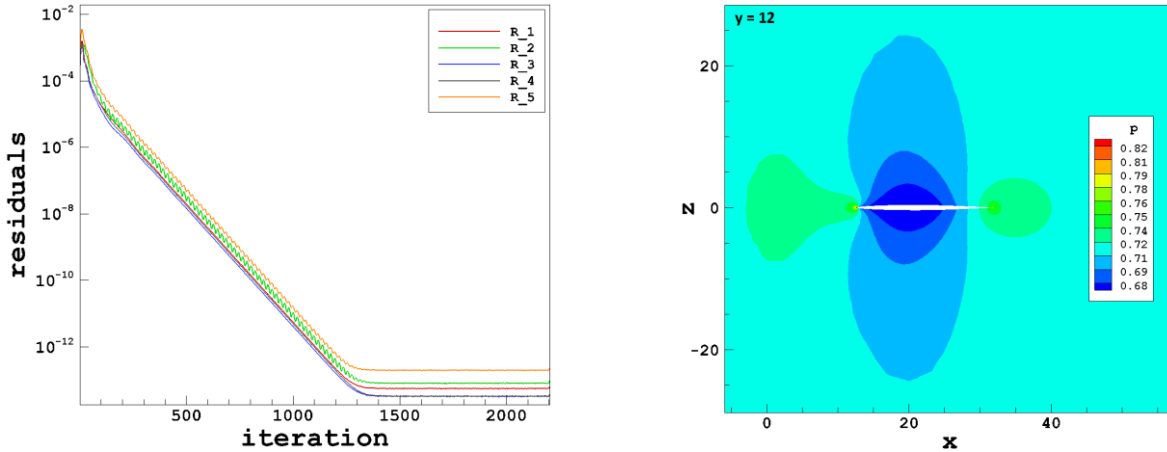 10^-2
10^-4
10^-6
10^-8
10^-10
10^-12
residuals
500
1000
1500
2000
iteration
R_1
R_2
R_3
R_4
R_5
y = 12
20
0
-20
Z
0
20
40
X
P
0.82
0.81
0.79
0.78
0.76
0.75
0.74
0.72
0.71
0.69
0.68